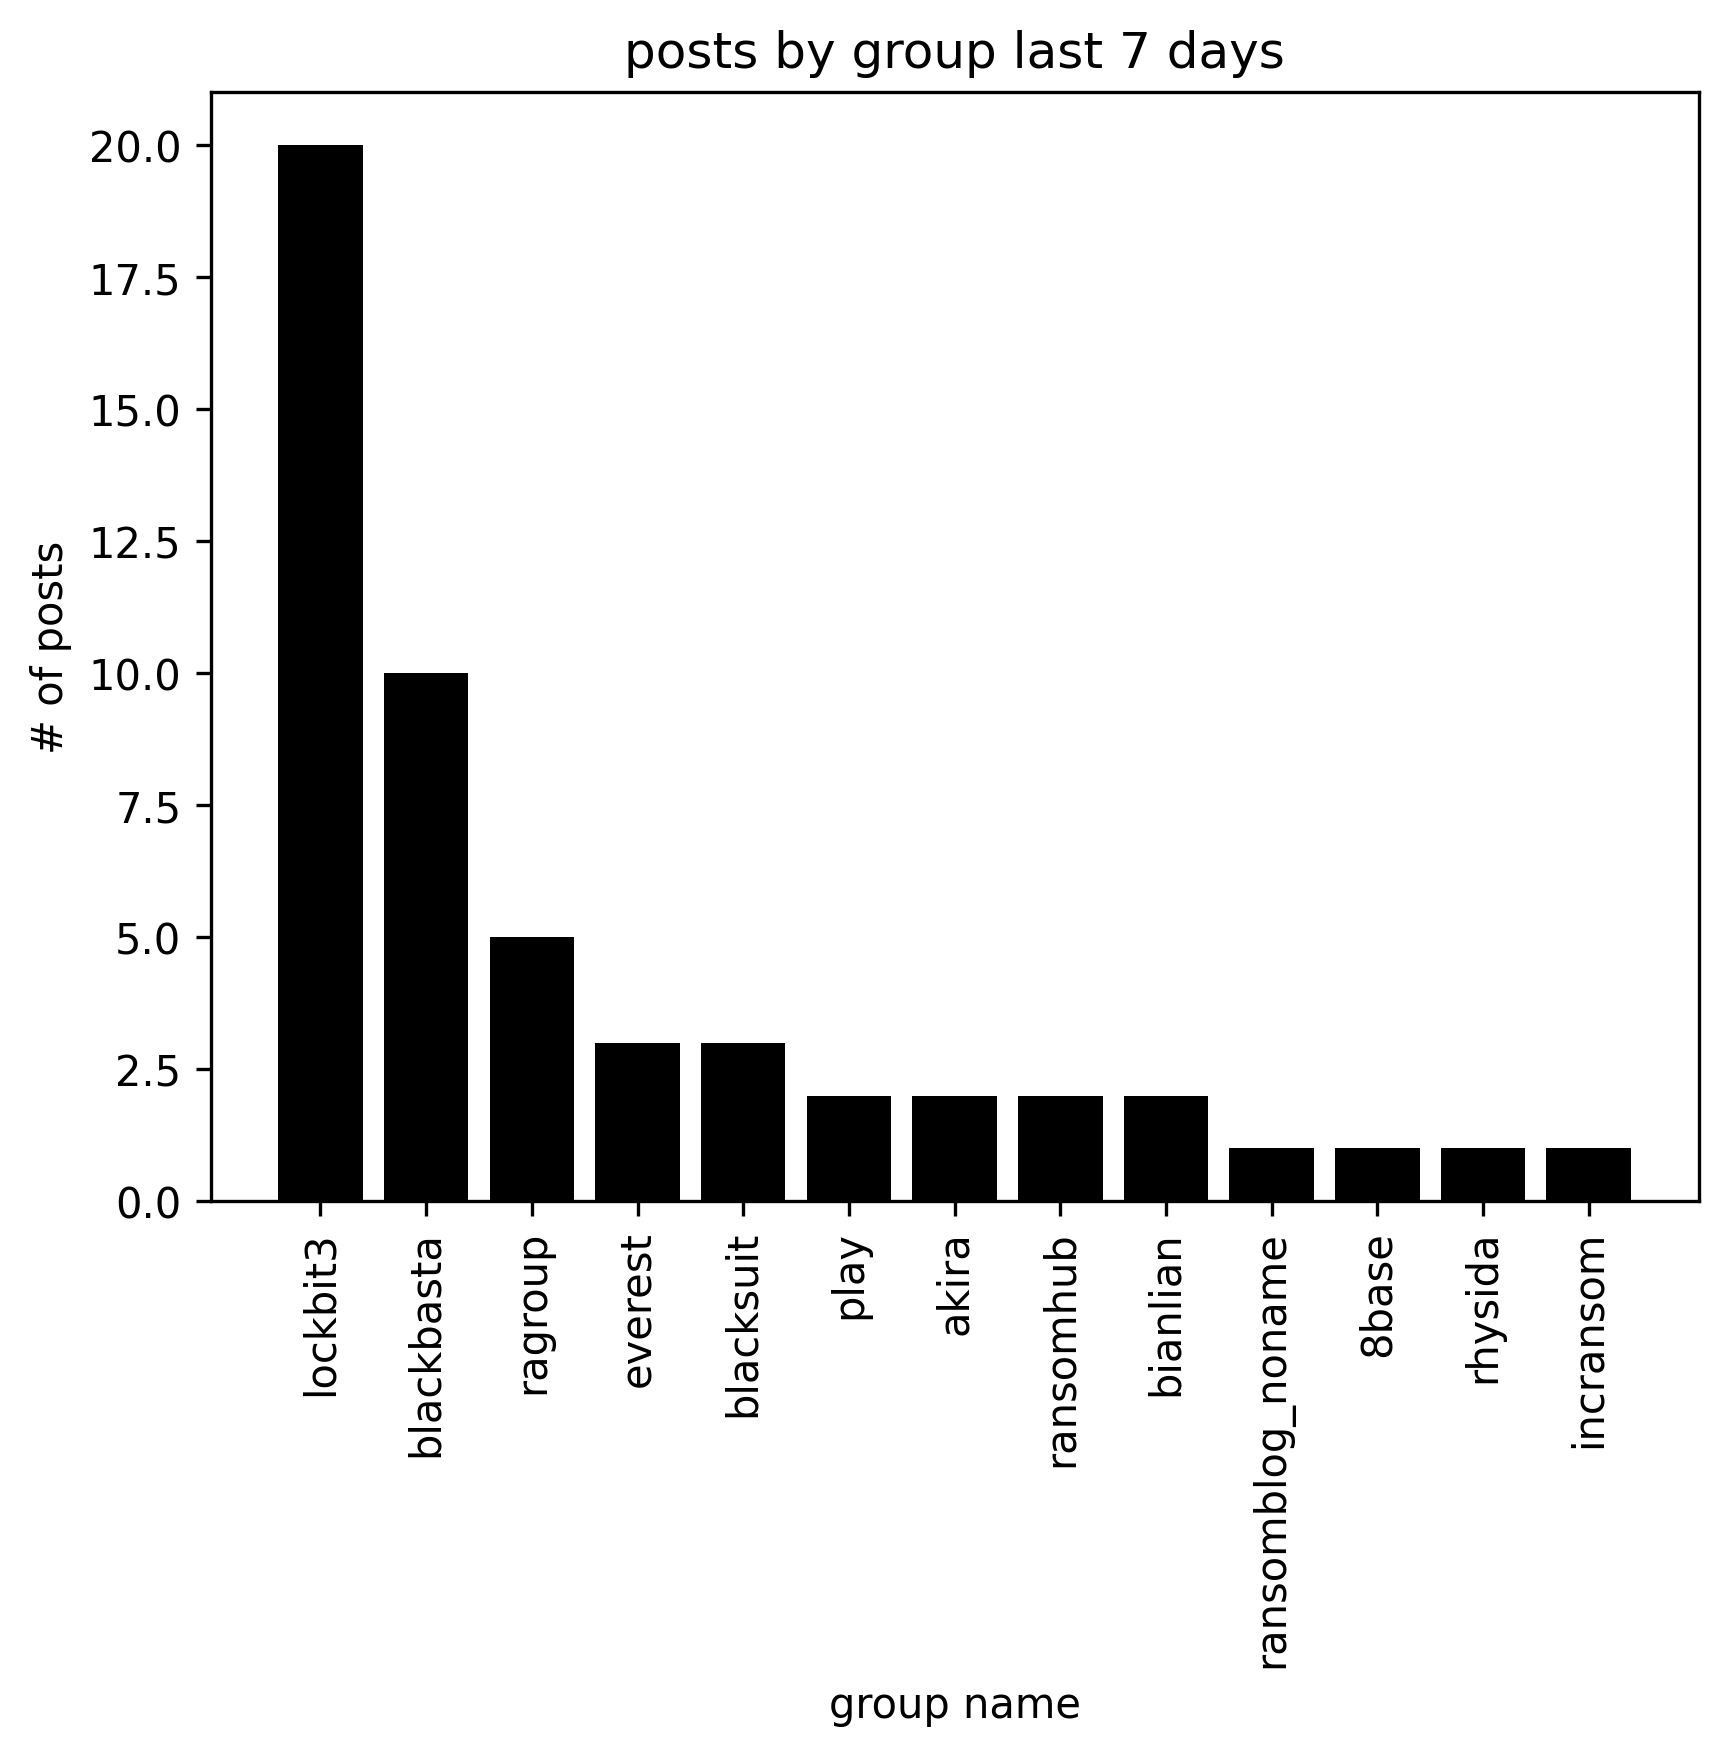 posts by group last 7 days
# of posts
20.0
17.5
15.0
12.5
10.0
7.5
5.0
2.5
0.0
lockbit3
blackbasta
ragroup
everest
blacksuit
play
akira
ransomhub
bianlian
ransomblog_noname
8base
rhysida
incransom
group name